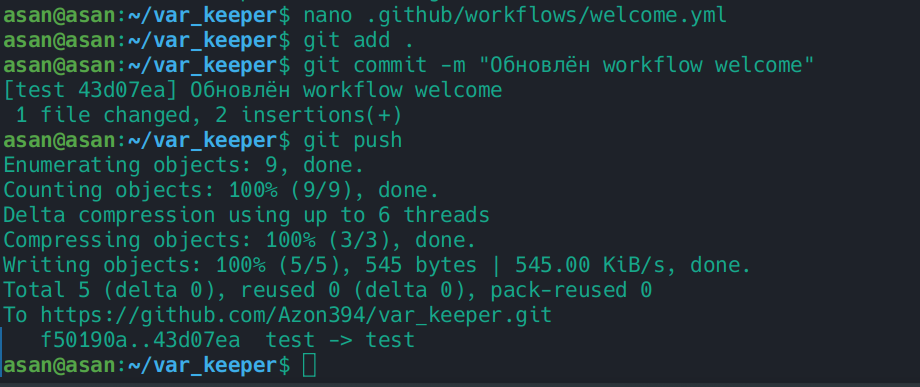 asan@asan:~/var_keeper$ nano .github/workflows/welcome.yml
asan@asan:~/var_keeper$ git add .
asan@asan:~/var_keeper$ git commit -m "Обновлён workflow welcome"
[test 43d07ea] Обновлён workflow welcome
 1 file changed, 2 insertions(+)
asan@asan:~/var_keeper$ git push
Enumerating objects: 9, done.
Counting objects: 100% (9/9), done.
Delta compression using up to 6 threads
Compressing objects: 100% (3/3), done.
Writing objects: 100% (5/5), 545 bytes | 545.00 KiB/s, done.
Total 5 (delta 0), reused 0 (delta 0), pack-reused 0
To https://github.com/Azon394/var_keeper.git
   f50190a..43d07ea  test -> test
asan@asan:~/var_keeper$